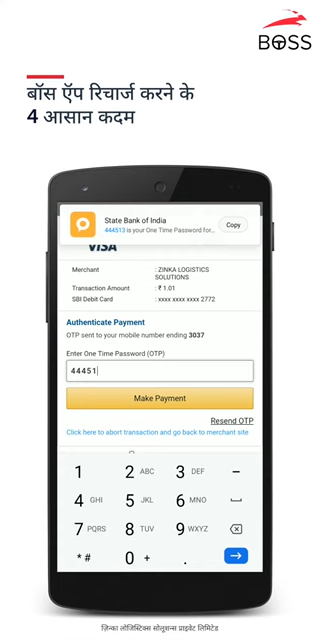 BOSS
बॉस ऍप रिचार्ज करने के
4 आसान कदम
State Bank of India
444513 is your One Time Password for...
Copy
VISA
Merchant : ZINKA LOGISTICS
SOLUTIONS
Transaction Amount : ₹ 1.01
SBI Debit Card : xxxx xxxx xxxx 2772
Authenticate Payment
OTP sent to your mobile number ending 3037
Enter One Time Password (OTP)
44451
Make Payment
Resend OTP
Click here to abort transaction and go back to merchant site
1 2 ABC 3 DEF -
4 GHI 5 JKL 6 MNO
7 PQRS 8 TUV 9 WXYZ
* # 0 + .
ज़िन्का लॉजिस्टिक्स सोलूशन्स प्राइवेट लिमिटेड